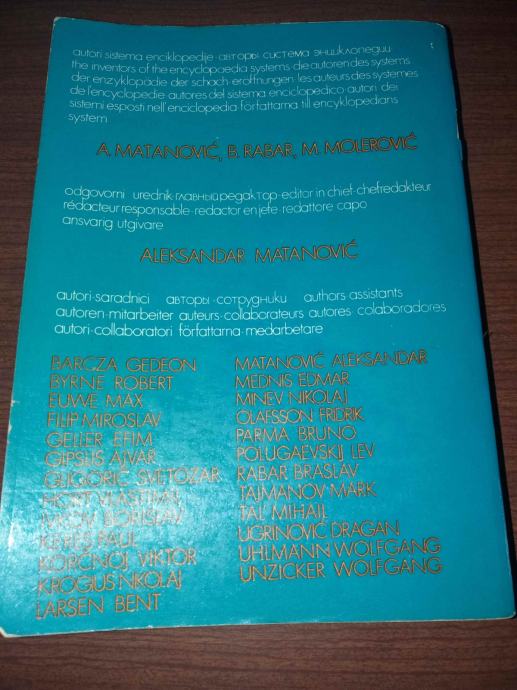 autori sistema enciklopedije·авторы система энциклопедии·
the inventors of the encyclopaedia systems·die autoren des systems
der enzyklopädie der schach-eröffnungen·les auteurs des systemes
de l'encyclopedie·autores del sistema enciclopedico·autori dei
sistemi esposti nell'enciclopedia·författarna till enzyklopedians
system
A. MATANOVIĆ, B. RABAR, M. MOLEROVIĆ
odgovorni urednik·главный редактор·editor in chief·chefredakteur
rédacteur responsable·redactor en jefe·redattore capo
ansvarig utgivare
ALEKSANDAR MATANOVIĆ
autori·saradnici авторы·сотрудники authors·assistants
autoren·mitarbeiter auteurs·collaborateurs autores·colaboradores
autori·collaboratori författarna·medarbetare
BARCZA GEDEON
BYRNE ROBERT
EUWE MAX
FILIP MIROSLAV
GELLER EFIM
GIPSLIS AJVAR
GLIGORIĆ SVETOZAR
HORT VLASTIMIL
IVKOV BORISLAV
KERES PAUL
KORČNOJ VIKTOR
KROGIUS NIKOLAJ
LARSEN BENT
MATANOVIĆ ALEKSANDAR
MEDNIS EDMAR
MINEV NIKOLAJ
OLAFSSON FRIDRIK
PARMA BRUNO
POLUGAEVSKIJ LEV
RABAR BRASLAV
TAJMANOV MARK
TAL MIHAIL
UGRINOVIĆ DRAGAN
UHLMANN WOLFGANG
UNZICKER WOLFGANG